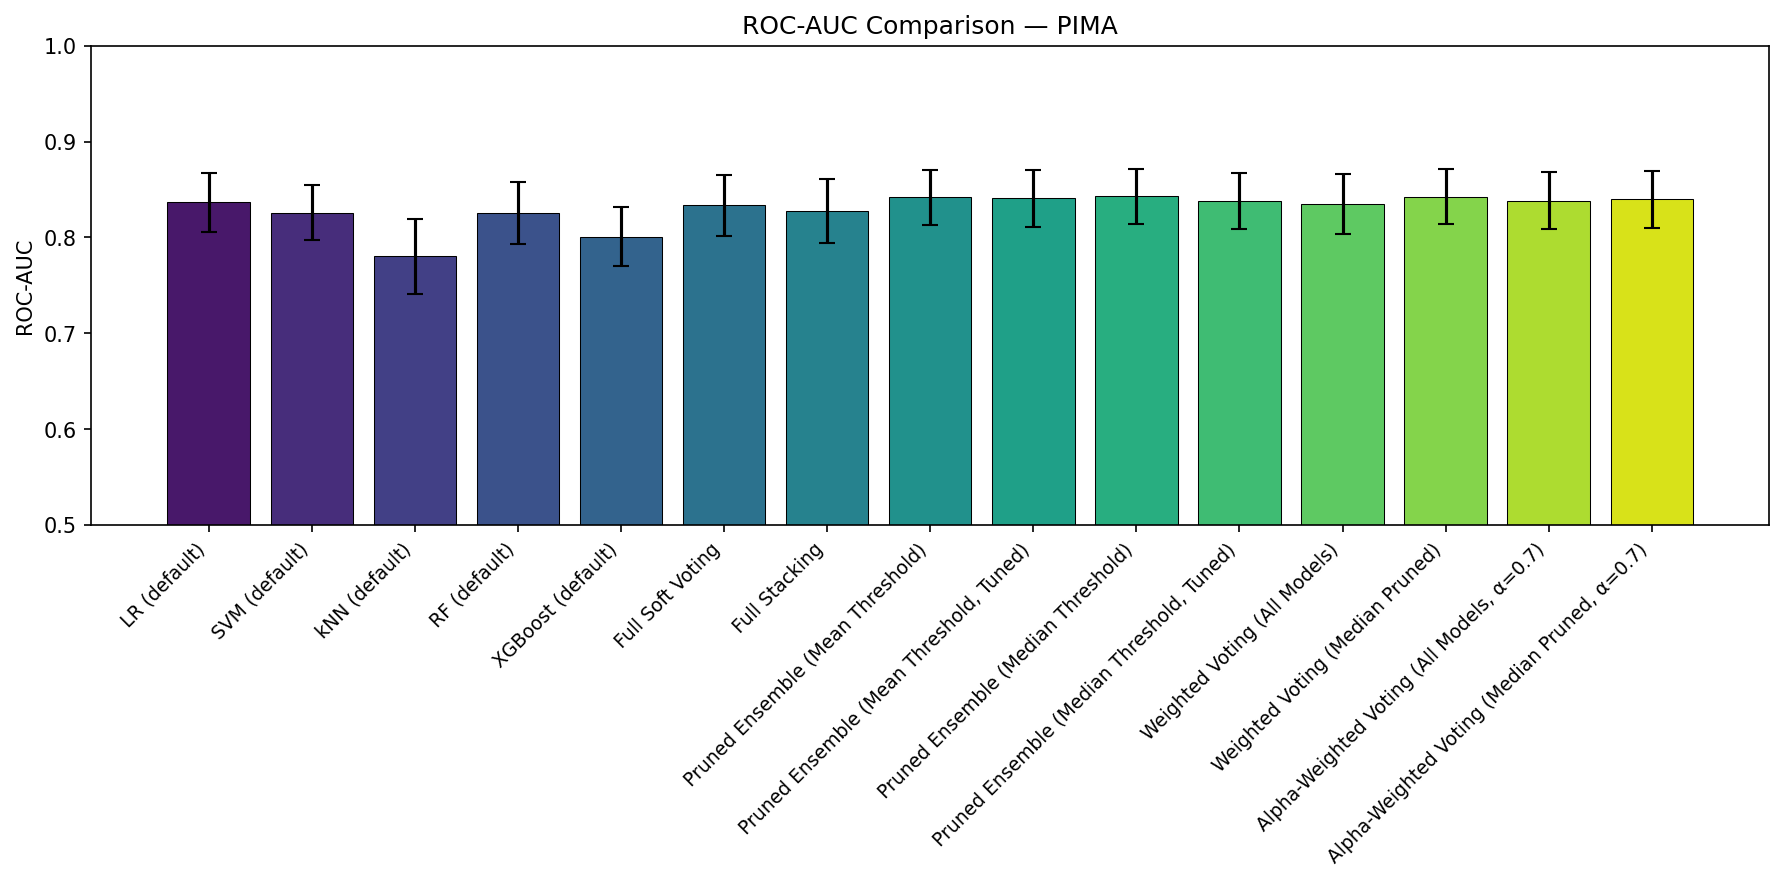 ROC-AUC Comparison — PIMA
ROC-AUC
1.0
0.9
0.8
0.7
0.6
0.5
LR (default)
SVM (default)
kNN (default)
RF (default)
XGBoost (default)
Full Soft Voting
Full Stacking
Pruned Ensemble (Mean Threshold)
Pruned Ensemble (Mean Threshold, Tuned)
Pruned Ensemble (Median Threshold)
Pruned Ensemble (Median Threshold, Tuned)
Weighted Voting (All Models)
Weighted Voting (Median Pruned)
Alpha-Weighted Voting (All Models, α=0.7)
Alpha-Weighted Voting (Median Pruned, α=0.7)